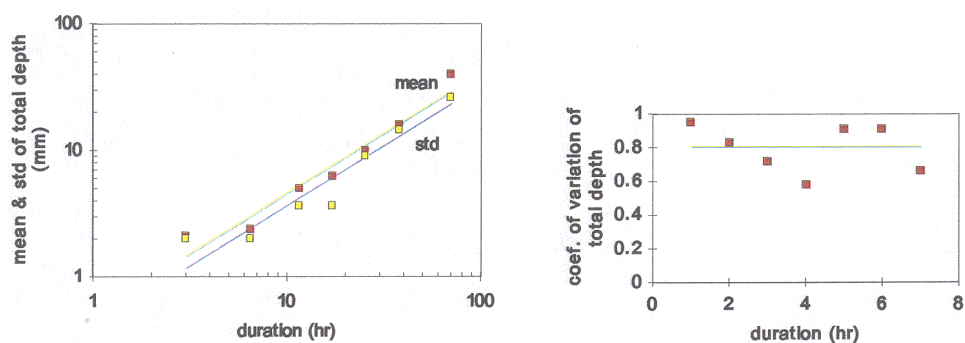 mean & std of total depth
(mm)
100
10
1
mean
std
1
10
100
duration (hr)
coef. of variation of
total depth
1
0.8
0.6
0.4
0.2
0
0
2
4
6
8
duration (hr)